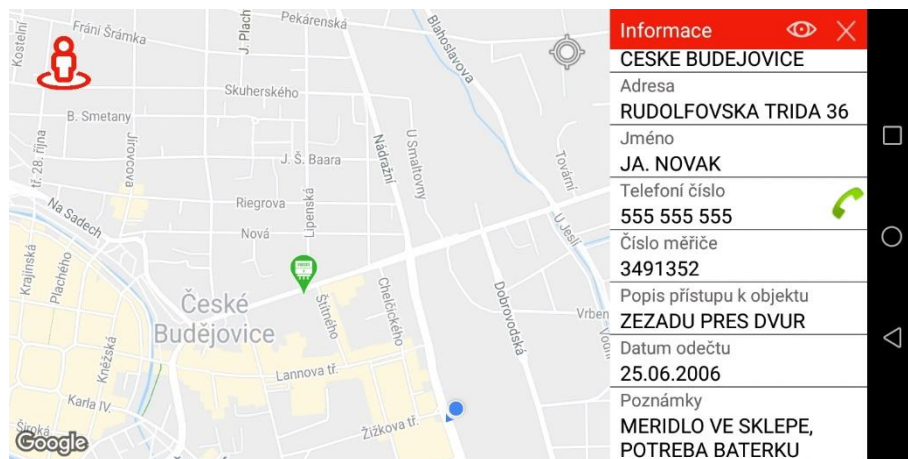 Frání Šrámka
Kostelní
J. Plach
Pekárenská
Blahoslavova
Skuherského
B. Smetany
Jírovcova
tř. 28. října
J. Š. Baara
Nádražní
U Smaltovny
Tovární
Na Sadech
Riegrova
Lipenská
Nová
U Jeslí
Krajinská
Plachého
České
Budějovice
Štítného
Chelčického
Dobrovodská
Vrben
Vodní
Kněžská
Lannova tř.
Karla IV.
Široká
Žižkova tř.
Google
Informace
CESKE BUDEJOVICE
Adresa
RUDOLFOVSKA TRIDA 36
Jméno
JA. NOVAK
Telefoní číslo
555 555 555
Číslo měřiče
3491352
Popis přístupu k objektu
ZEZADU PRES DVUR
Datum odečtu
25.06.2006
Poznámky
MERIDLO VE SKLEPE,
POTREBA BATERKU